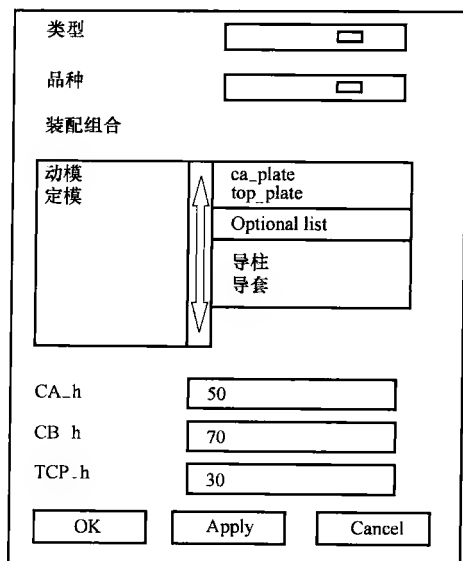 类型
品种
装配组合
动模
定模
ca_plate
top_plate
Optional list
导柱
导套
CA_h 50
CB h 70
TCP_h 30
OK Apply Cancel